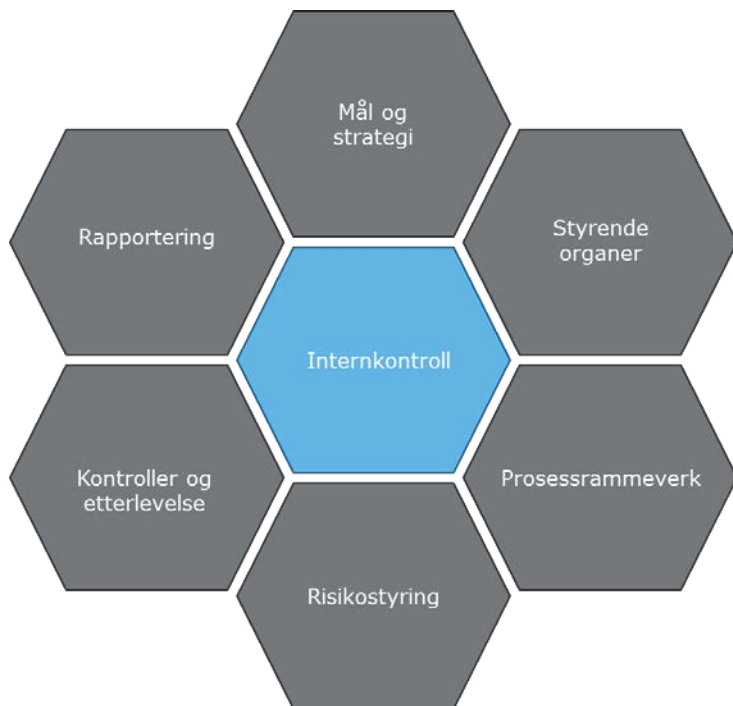 Mål og
strategi
Styrende
organer
Rapportering
Internkontroll
Prosessrammeverk
Kontroller og
etterlevelse
Risikostyring